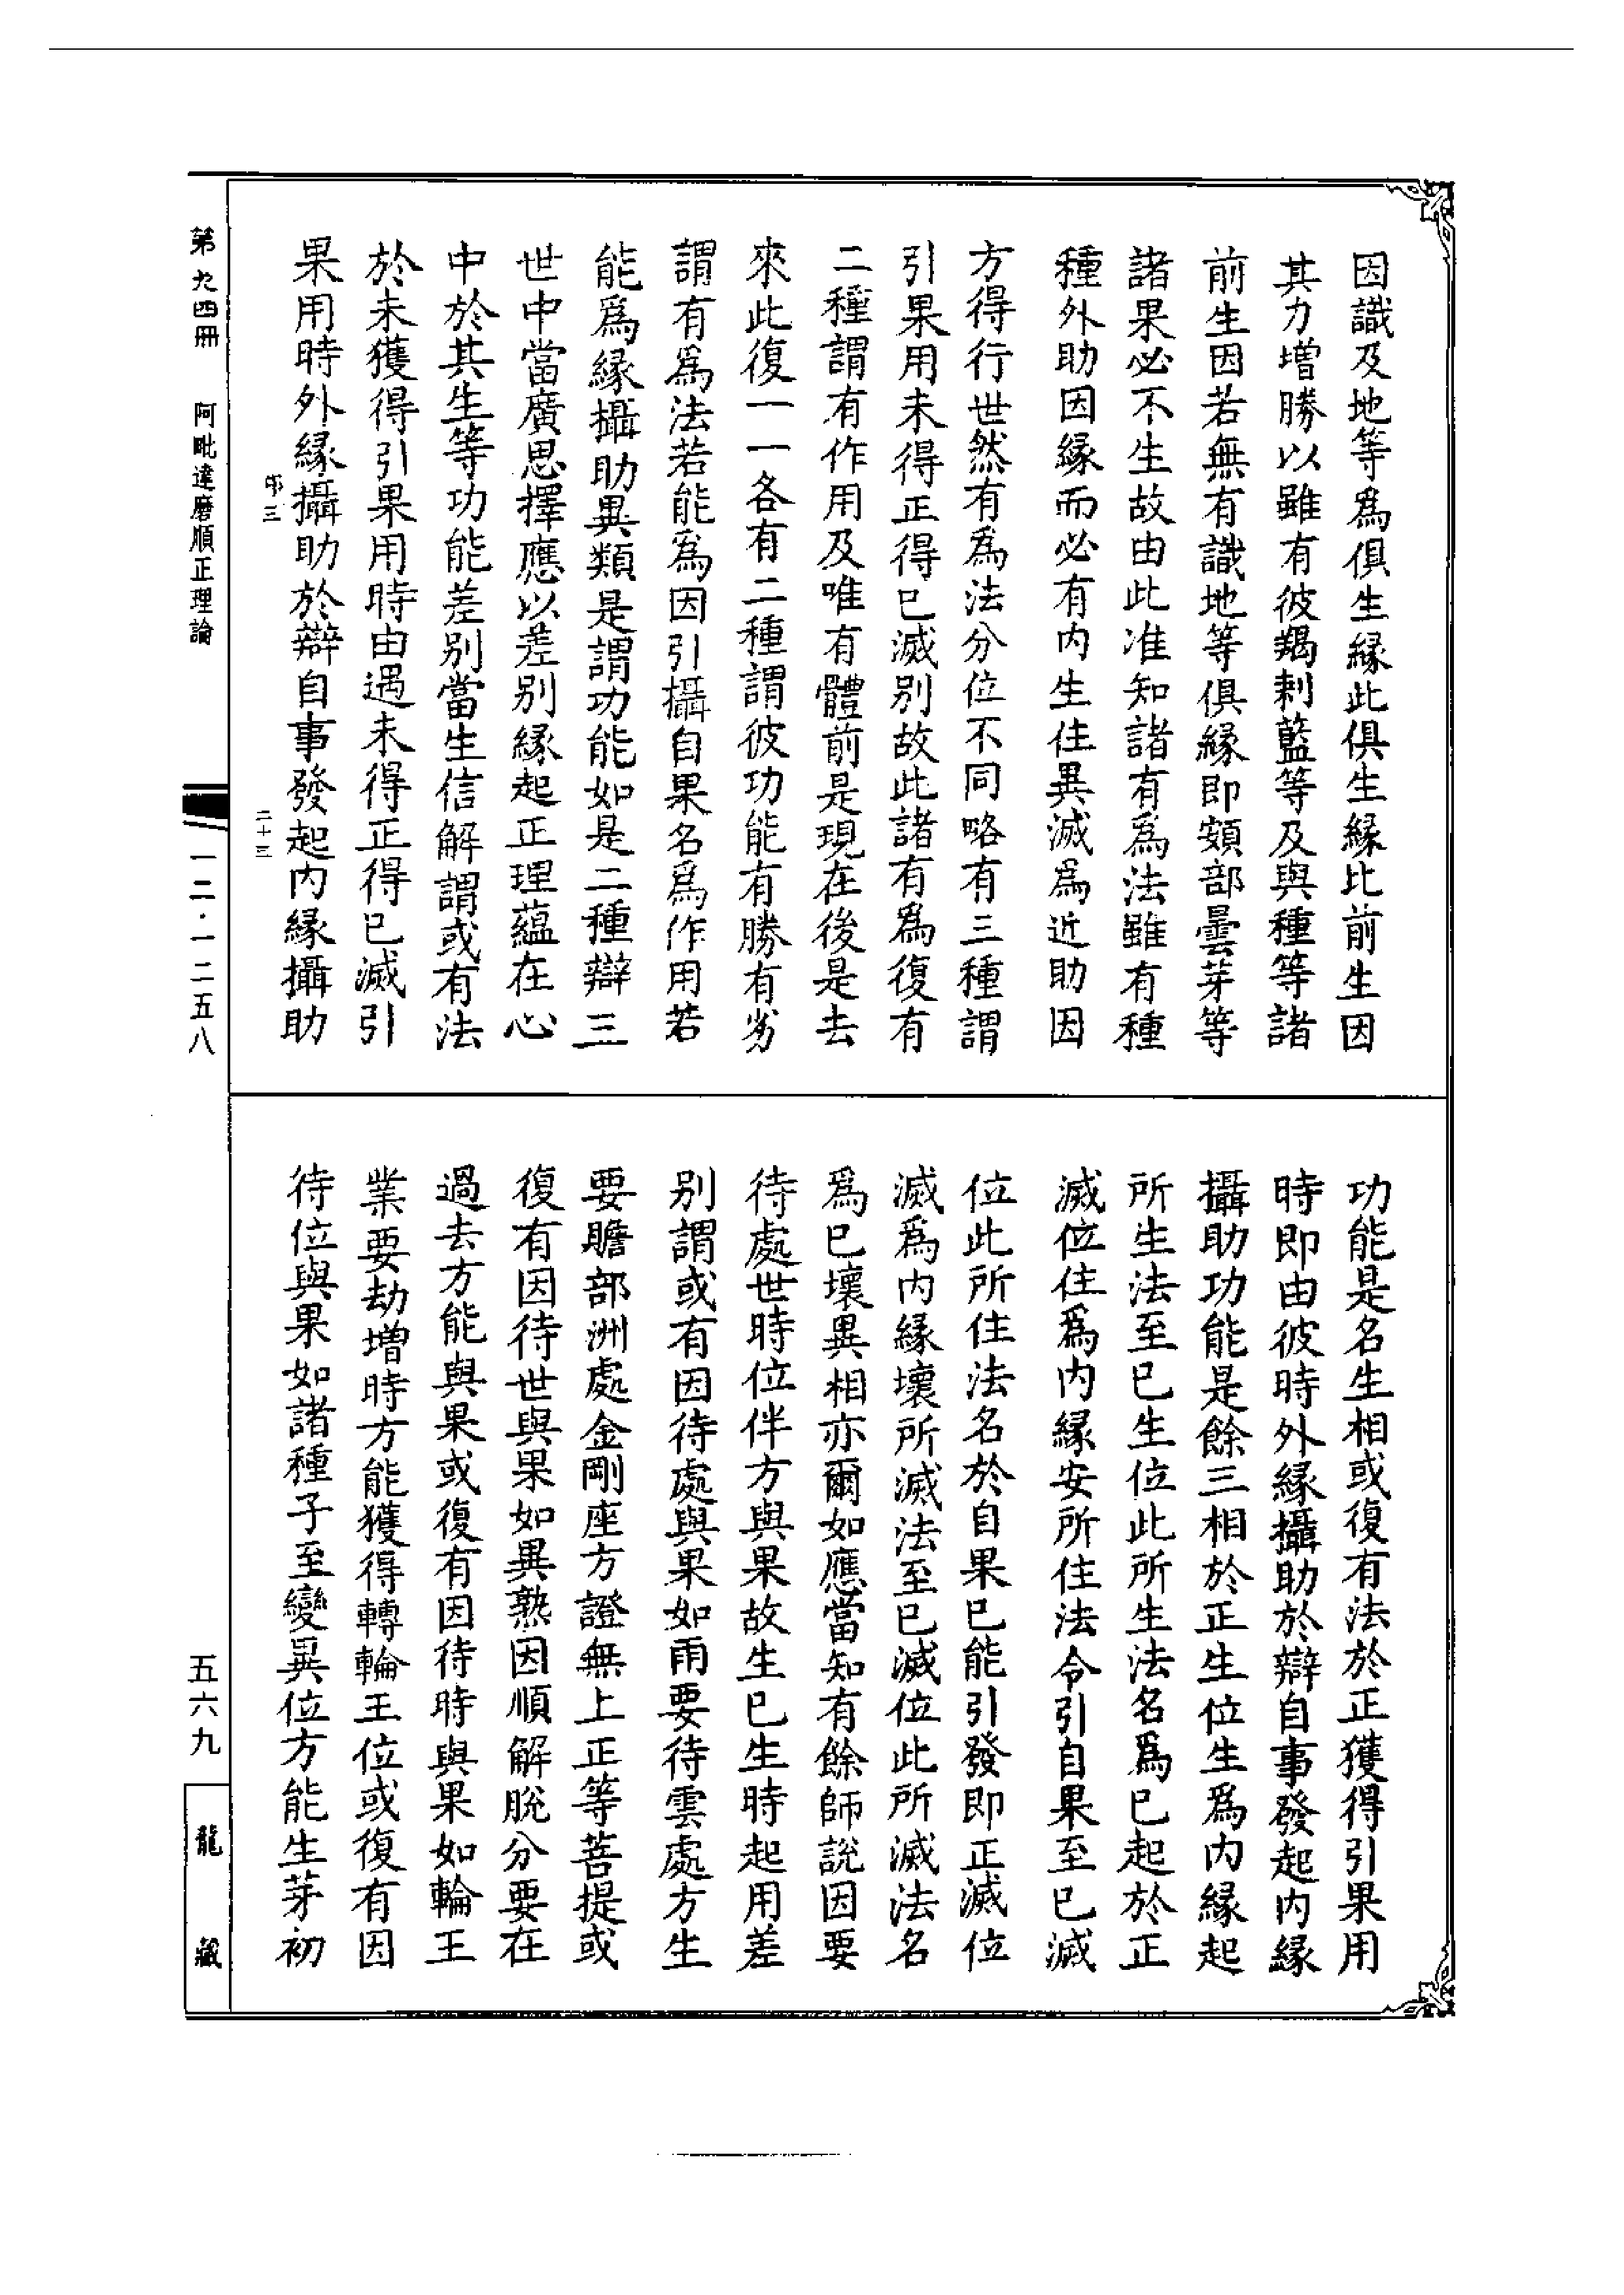 因識及地等爲俱生緣此俱生緣比前生因
其力增勝以雖有彼羯剌藍等及與種等諸
前生因若無有識地等俱緣即頞部曇芽等
諸果必不生故由此准知諸有爲法雖有種
種外助因緣而必有内生住異滅爲近助因
方得行世然有爲法分位不同略有三種謂
引果用未得正得已滅别故此諸有爲復有
二種謂有作用及唯有體前是現在後是去
來此復一一各有二種謂彼功能有勝有劣
謂有爲法若能爲因引攝自果名爲作用若
能爲緣攝助異類是謂功能如是二種辯三
世中當廣思擇應以差别緣起正理蘊在心
中於其生等功能差别當生信解謂或有法
於未獲得引果用時由遇未得正得已滅引
果用時外緣攝助於辯自事發起内緣攝助
功能是名生相或復有法於正獲得引果用
時即由彼時外緣攝助於辯自事發起内緣
攝助功能是餘三相於正生位生爲内緣起
所生法至已生位此所生法名爲已起於正
滅位住爲内緣安所住法令引自果至已滅
位此所住法名於自果已能引發即正滅位
滅爲内緣壞所滅法至已滅位此所滅法名
爲已壞異相亦爾如應當知有餘師説因要
待處世時位伴方與果故生已生時起用差
别謂或有因待處與果如雨要待雲處方生
要贍部洲處金剛座方證無上正等菩提或
復有因待世與果如異熟因順解脫分要在
過去方能與果或復有因待時與果如輪王
業要劫增時方能獲得轉輪王位或復有因
待位與果如諸種子至變異位方能生芽初
二十三
第九四冊
阿毗達磨順正理論
一二·一二五八
五六九
龍藏